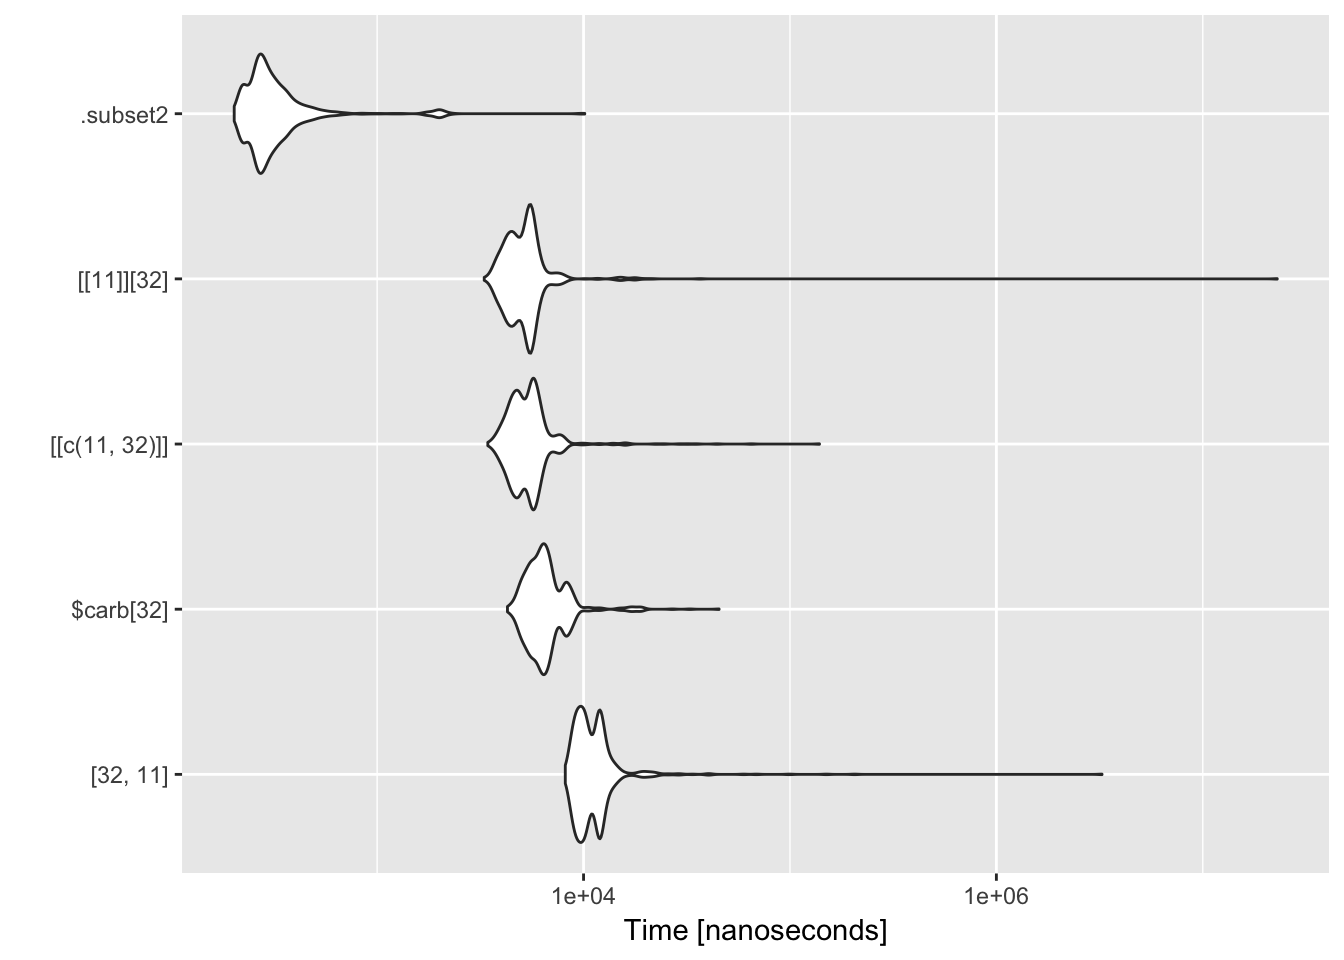 .subset2
[[11]][32]
[[c(11, 32)]]
$carb[32]
[32, 11]
1e+04 1e+06
Time [nanoseconds]